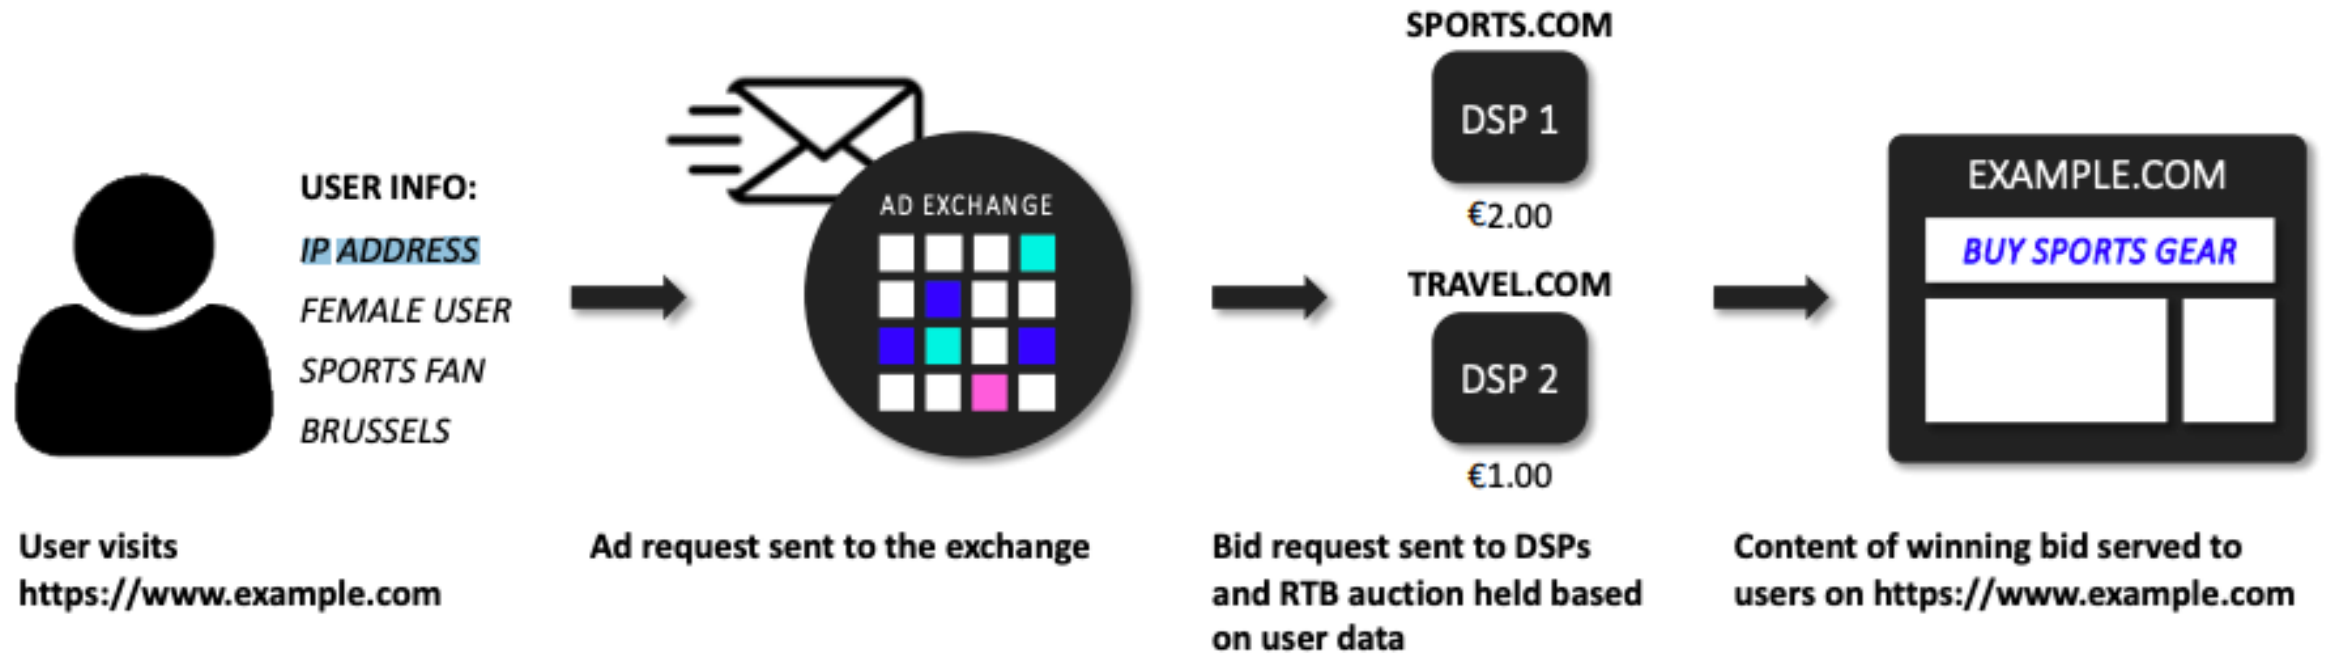 USER INFO:
IP ADDRESS
FEMALE USER
SPORTS FAN
BRUSSELS
User visits
https://www.example.com
AD EXCHANGE
Ad request sent to the exchange
SPORTS.COM
DSP 1
€2.00
TRAVEL.COM
DSP 2
€1.00
Bid request sent to DSPs
and RTB auction held based
on user data
EXAMPLE.COM
BUY SPORTS GEAR
Content of winning bid served to
users on https://www.example.com